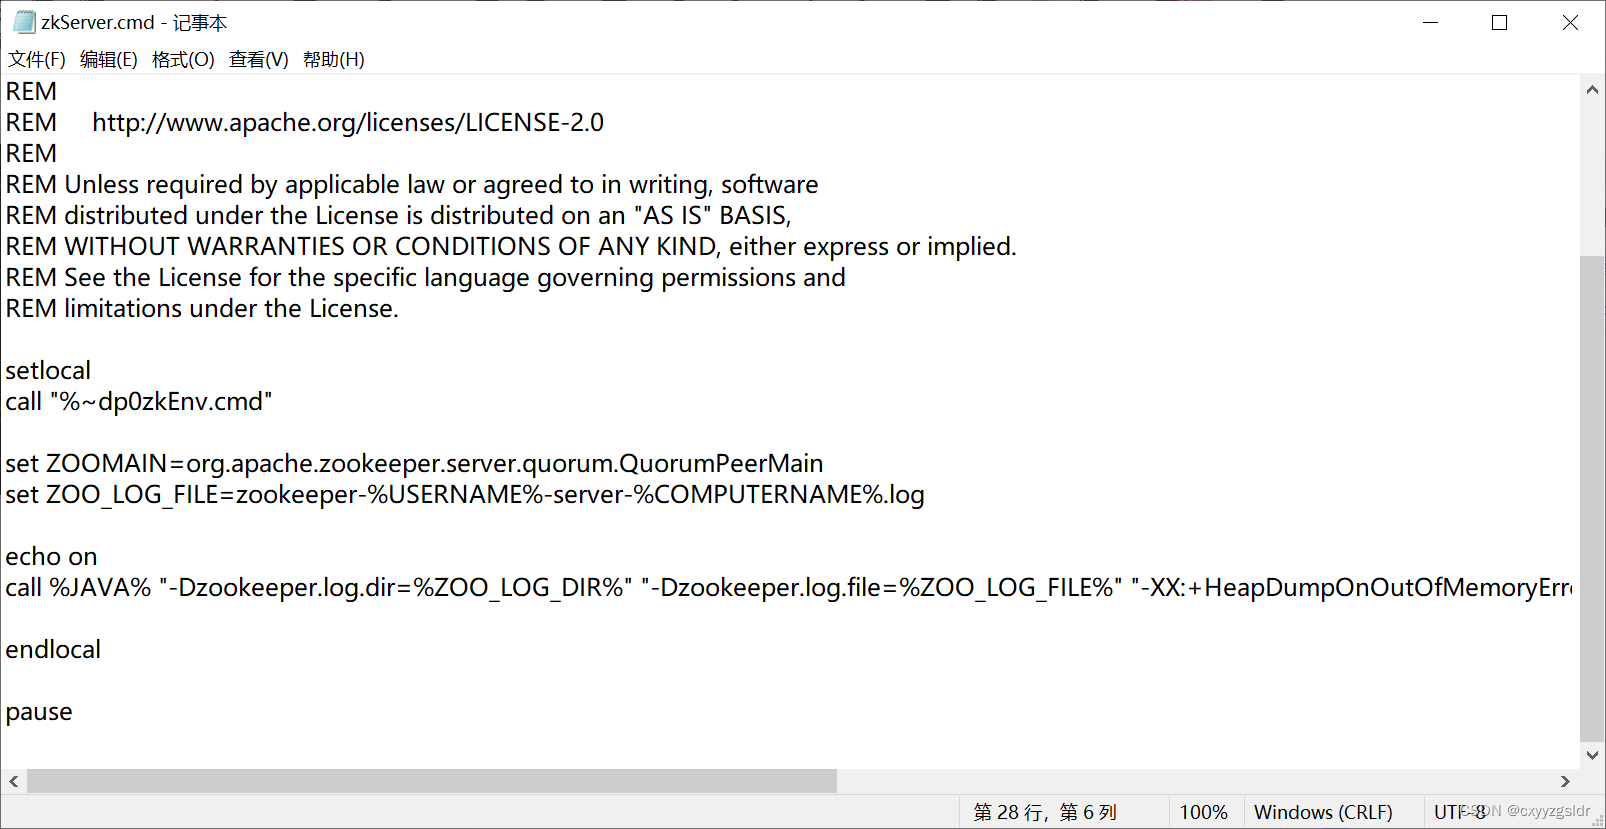 zkServer.cmd - 记事本
文件(F) 编辑(E) 格式(O) 查看(V) 帮助(H)
REM
REM     http://www.apache.org/licenses/LICENSE-2.0
REM
REM Unless required by applicable law or agreed to in writing, software
REM distributed under the License is distributed on an "AS IS" BASIS,
REM WITHOUT WARRANTIES OR CONDITIONS OF ANY KIND, either express or implied.
REM See the License for the specific language governing permissions and
REM limitations under the License.
setlocal
call "%~dp0zkEnv.cmd"
set ZOOMAIN=org.apache.zookeeper.server.quorum.QuorumPeerMain
set ZOO_LOG_FILE=zookeeper-%USERNAME%-server-%COMPUTERNAME%.log
echo on
call %JAVA% "-Dzookeeper.log.dir=%ZOO_LOG_DIR%" "-Dzookeeper.log.file=%ZOO_LOG_FILE%" "-XX:+HeapDumpOnOutOfMemoryErr
endlocal
pause
第 28 行，第 6 列 100% Windows (CRLF) UTF-8
CSDN @cxyyzgsldr